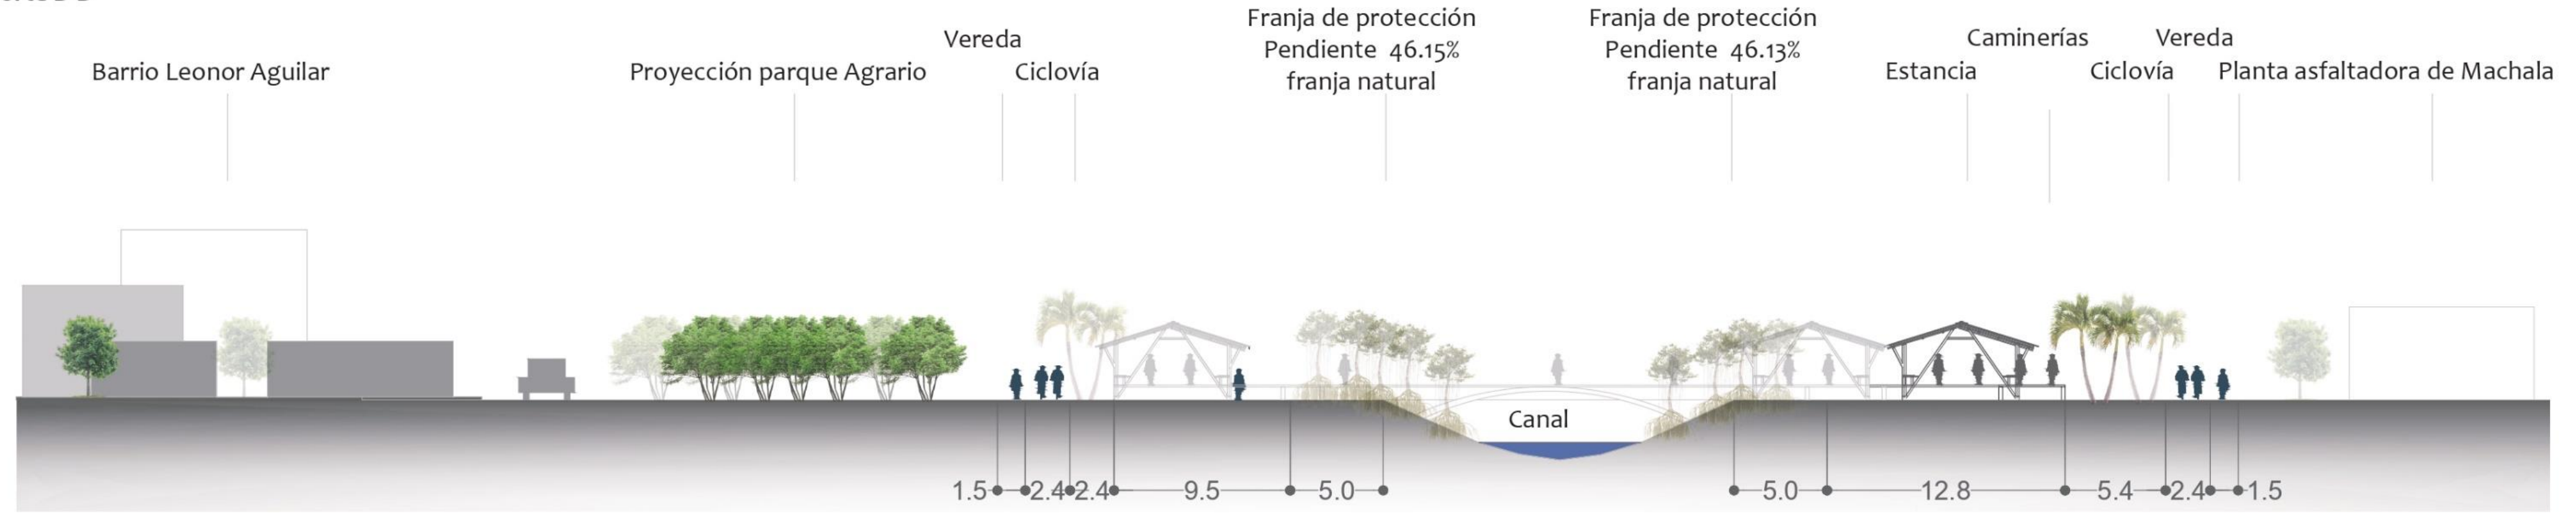 Barrio Leonor Aguilar
Proyección parque Agrario
Vereda
Ciclovía
Franja de protección
Pendiente 46.15%
franja natural
Franja de protección
Pendiente 46.13%
franja natural
Estancia
Caminerías
Ciclovía
Vereda
Planta asfaltadora de Machala
Canal
1.5 2.4 2.4 9.5 5.0 5.0 12.8 5.4 2.4 1.5